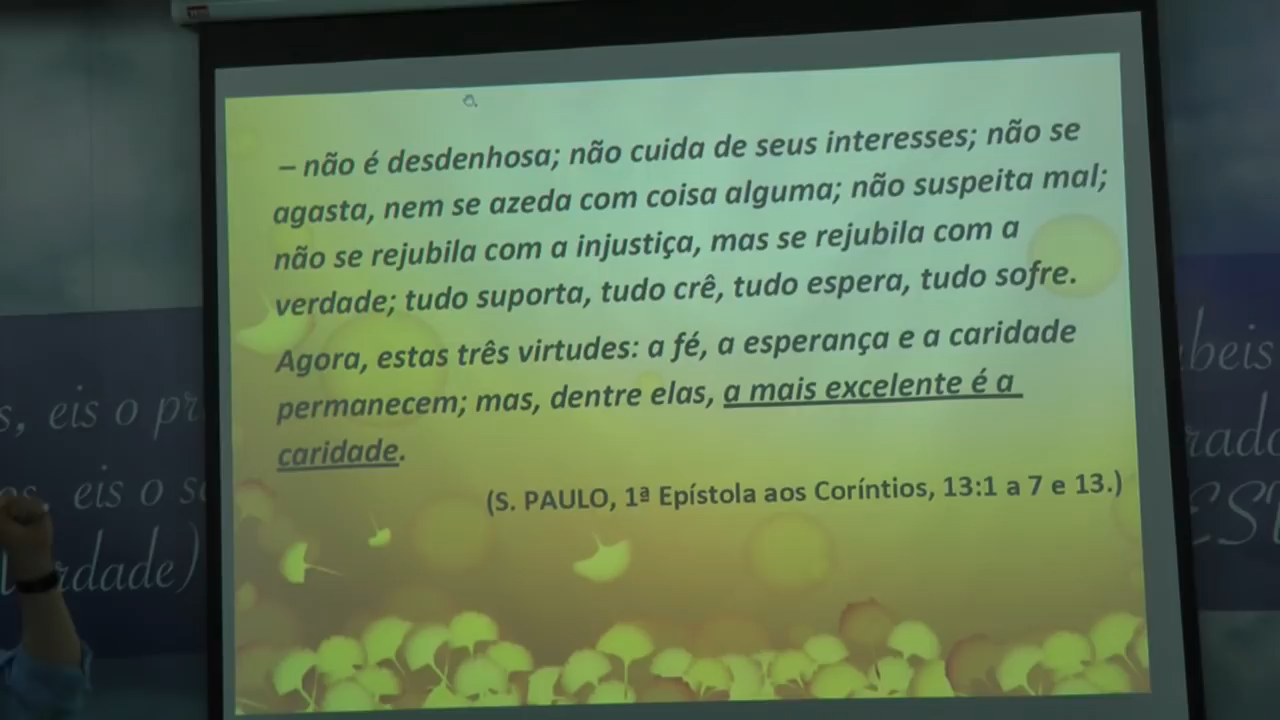 – não é desdenhosa; não cuida de seus interesses; não se
agasta, nem se azeda com coisa alguma; não suspeita mal;
não se rejubila com a injustiça, mas se rejubila com a
verdade; tudo suporta, tudo crê, tudo espera, tudo sofre.
Agora, estas três virtudes: a fé, a esperança e a caridade
permanecem; mas, dentre elas, a mais excelente é a
caridade.
(S. PAULO, 1ª Epístola aos Coríntios, 13:1 a 7 e 13.)
eis o
eis o